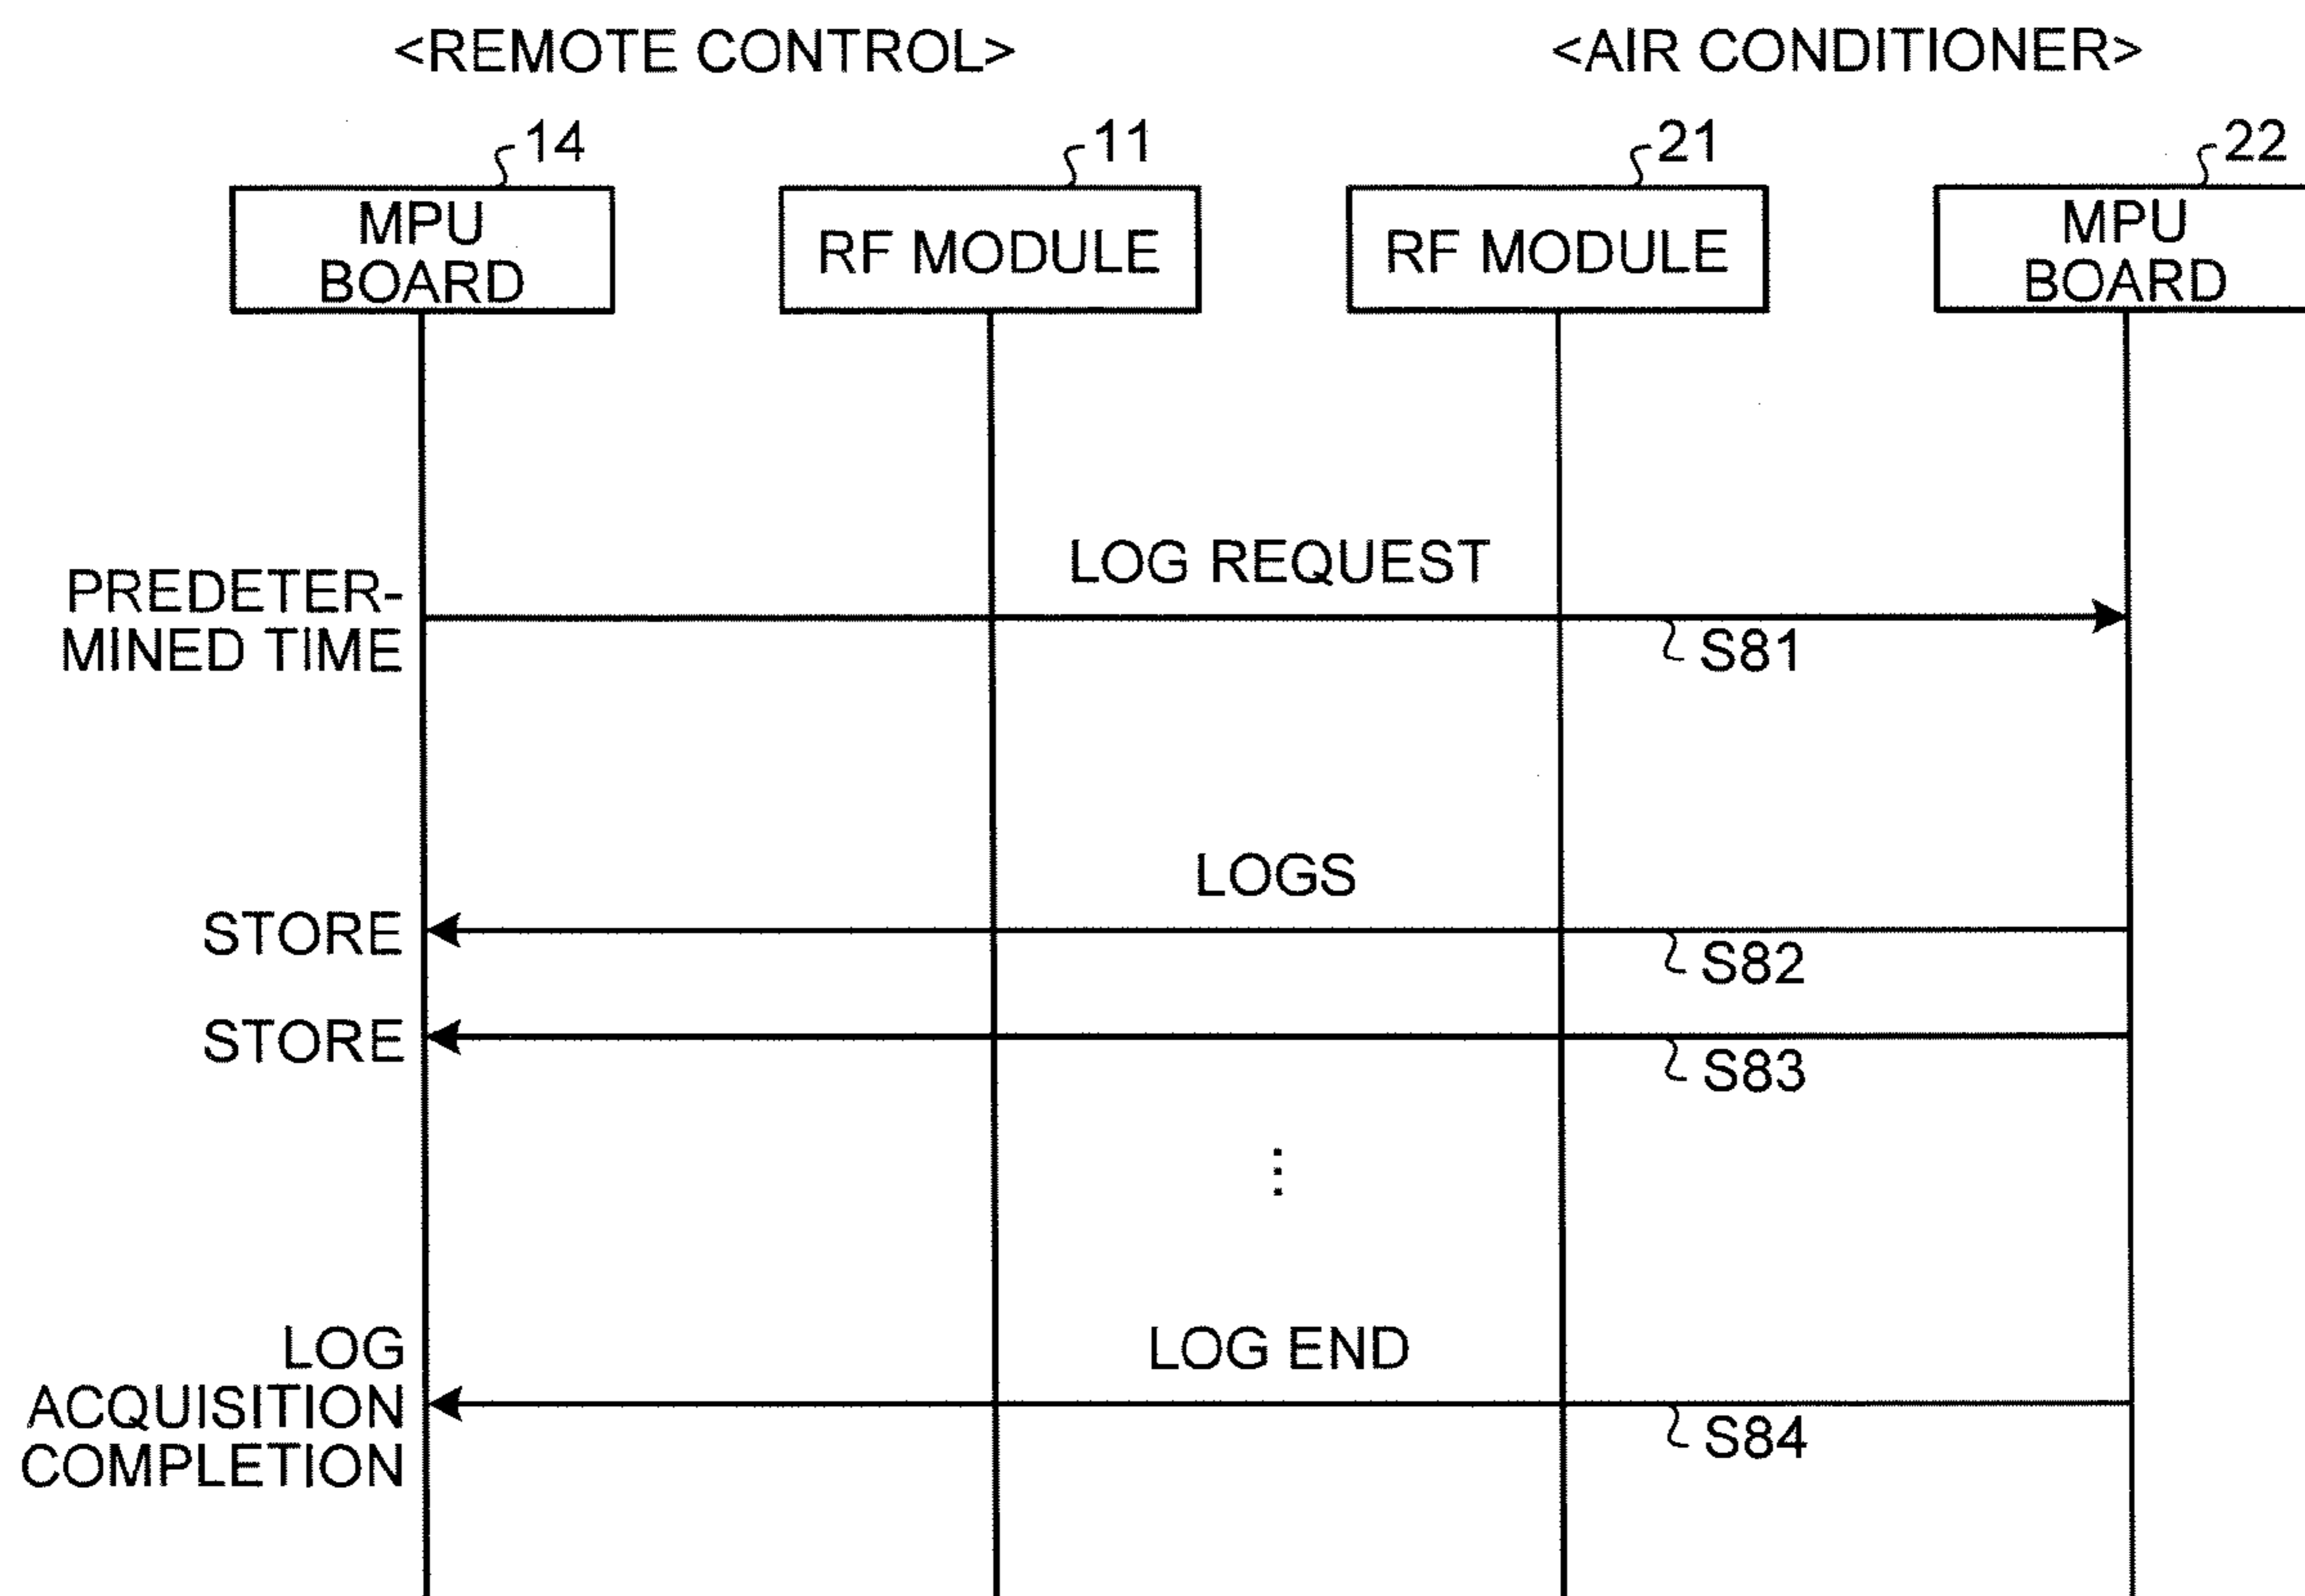 <REMOTE CONTROL>
<AIR CONDITIONER>
14
11
21
22
MPU
BOARD
RF MODULE
RF MODULE
MPU
BOARD
LOG REQUEST
PREDETER-
MINED TIME
S81
LOGS
STORE
S82
STORE
S83
⋮
LOG END
LOG
ACQUISITION
COMPLETION
S84